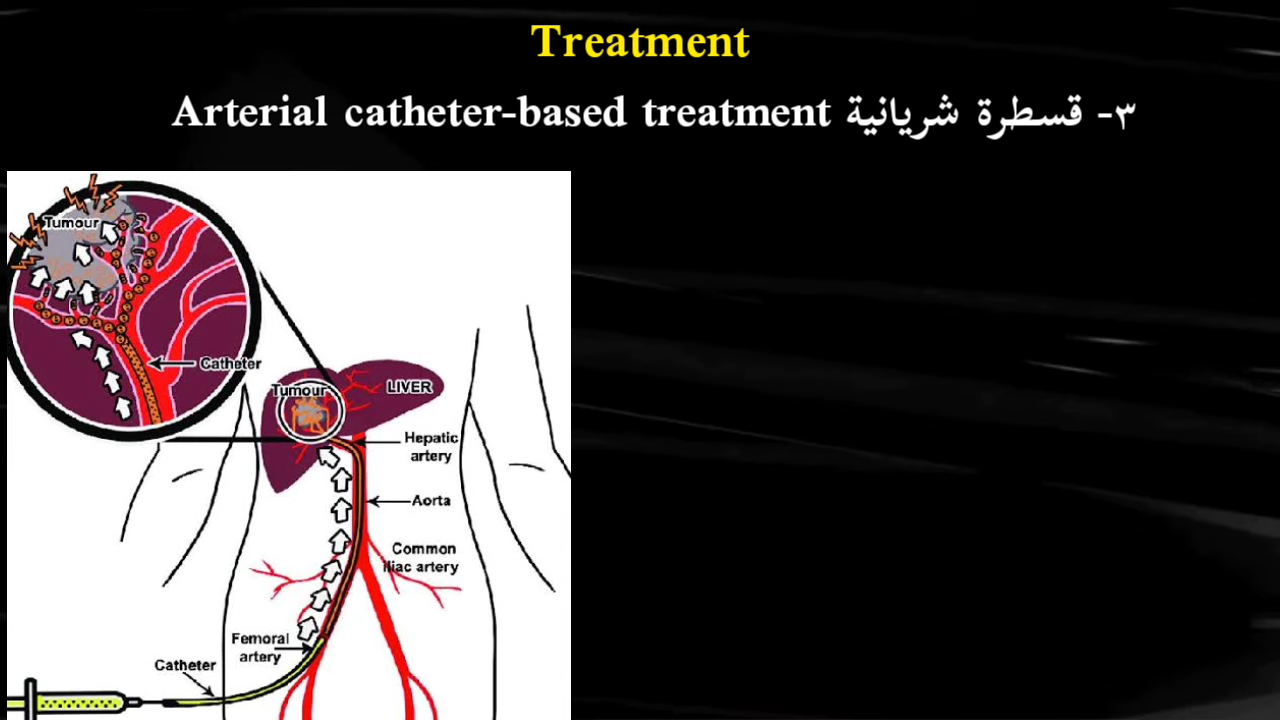 Treatment
٣- قسطرة شريانية Arterial catheter-based treatment
Tumour
Catheter
Tumour
LIVER
Hepatic
artery
Aorta
Common
iliac artery
Femoral
artery
Catheter